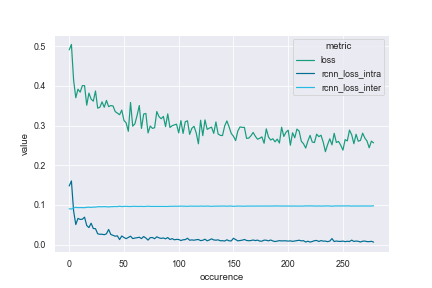 metric
loss
rcnn_loss_intra
rcnn_loss_inter
0.5
0.4
0.3
0.2
0.1
0.0
value
0 50 100 150 200 250
occurence